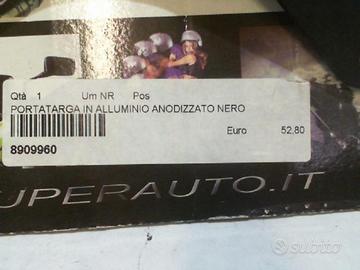 Qtà 1 Um NR Pos
PORTATARGA IN ALLUMINIO ANODIZZATO NERO
Euro 52,80
8909960
UPERAUTO.IT
subito